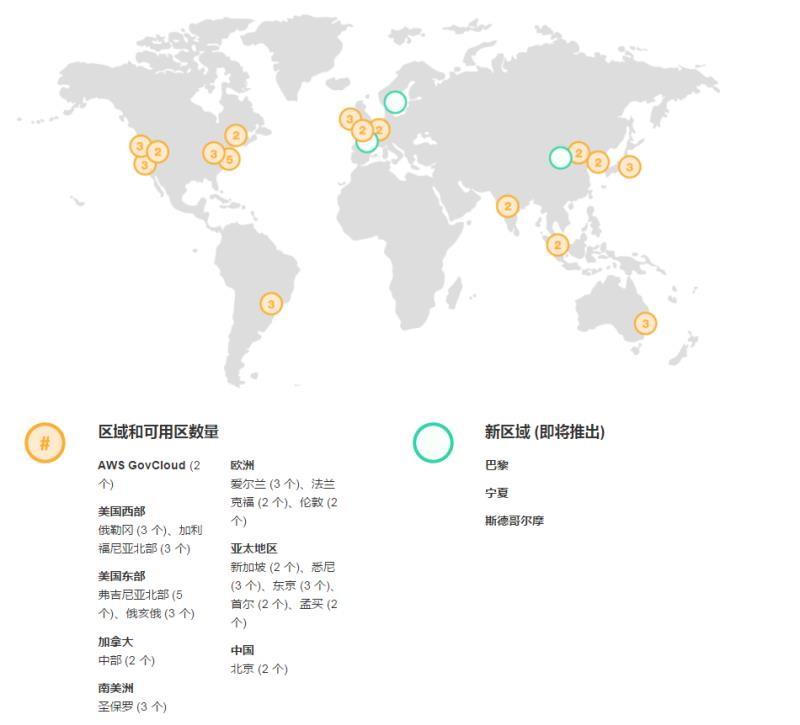 3
2
3
2
3
5
3
3
2
2
2
2
2
3
2
3
#
区域和可用区数量
AWS GovCloud (2
个)
美国西部
俄勒冈 (3 个)、加利
福尼亚北部 (3 个)
美国东部
弗吉尼亚北部 (5
个)、俄亥俄 (3 个)
加拿大
中部 (2 个)
南美洲
圣保罗 (3 个)
欧洲
爱尔兰 (3 个)、法兰
克福 (2 个)、伦敦 (2
个)
亚太地区
新加坡 (2 个)、悉尼
(3 个)、东京 (3 个)、
首尔 (2 个)、孟买 (2
个)
中国
北京 (2 个)
新区域 (即将推出)
巴黎
宁夏
斯德哥尔摩